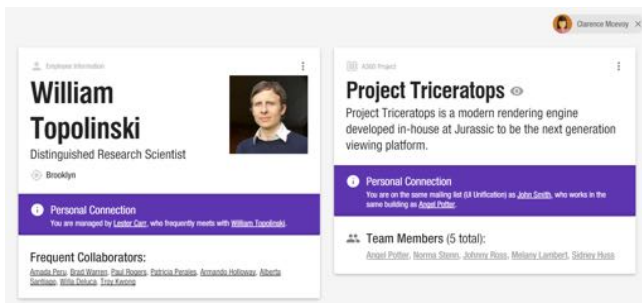 Clarence Mcevoy
Employee Information
William
Topolinski
Distinguished Research Scientist
Brooklyn
Personal Connection
You are managed by Lester Carr, who frequently meets with William Topolinski.
Frequent Collaborators:
Amada Peru, Brad Warren, Paul Rogers, Patricia Perales, Armando Holloway, Alberta
Santiago, Willa Deluca, Troy Kwong
Project
Project Triceratops
Project Triceratops is a modern rendering engine
developed in-house at Jurassic to be the next generation
viewing platform.
Personal Connection
You are on the same mailing list (UI Unification) as John Smith, who works in the
same building as Angel Potter.
Team Members (5 total):
Angel Potter, Norma Stenn, Johnny Ross, Melany Lambert, Sidney Huss